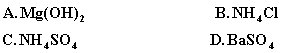 A. Mg(OH)₂ B. NH₄Cl
C. NH₄SO₄ D. BaSO₄